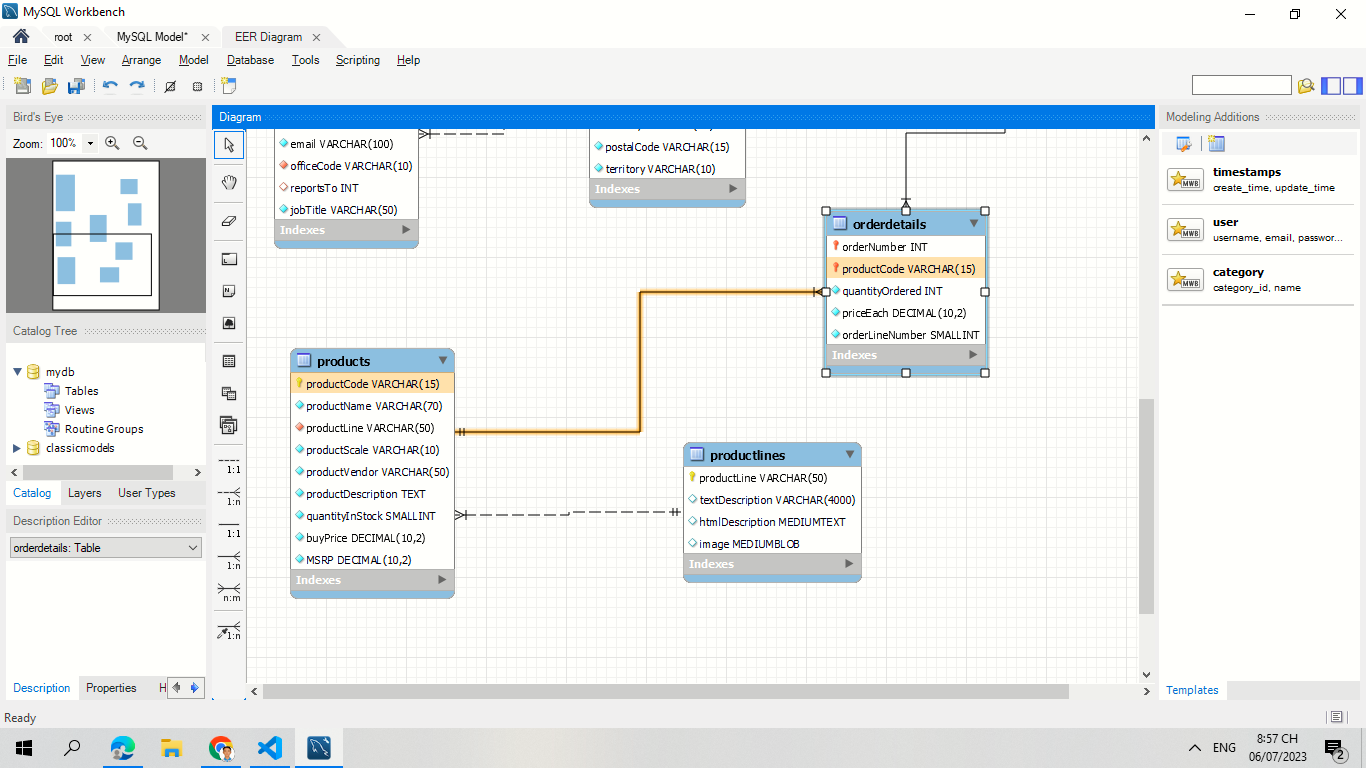 MySQL Workbench
root
MySQL Model*
EER Diagram
File Edit View Arrange Model Database Tools Scripting Help
Bird's Eye
Zoom: 100%
Catalog Tree
mydb
Tables
Views
Routine Groups
classicmodels
Catalog Layers User Types
Description Editor
orderdetails: Table
Description Properties H
1:1
1:n
1:1
1:n
n:m
1:n
Diagram
email VARCHAR(100)
officeCode VARCHAR(10)
reportsTo INT
jobTitle VARCHAR(50)
Indexes
postalCode VARCHAR(15)
territory VARCHAR(10)
Indexes
orderdetails
orderNumber INT
productCode VARCHAR(15)
quantityOrdered INT
priceEach DECIMAL(10,2)
orderLineNumber SMALLINT
Indexes
products
productCode VARCHAR(15)
productName VARCHAR(70)
productLine VARCHAR(50)
productScale VARCHAR(10)
productVendor VARCHAR(50)
productDescription TEXT
quantityInStock SMALLINT
buyPrice DECIMAL(10,2)
MSRP DECIMAL(10,2)
Indexes
productlines
productLine VARCHAR(50)
textDescription VARCHAR(4000)
htmlDescription MEDIUMTEXT
image MEDIUMBLOB
Indexes
Modeling Additions
MWB
timestamps
create_time, update_time
MWB
user
username, email, passwor...
MWB
category
category_id, name
Templates
Ready
ENG
8:57 CH
06/07/2023
2